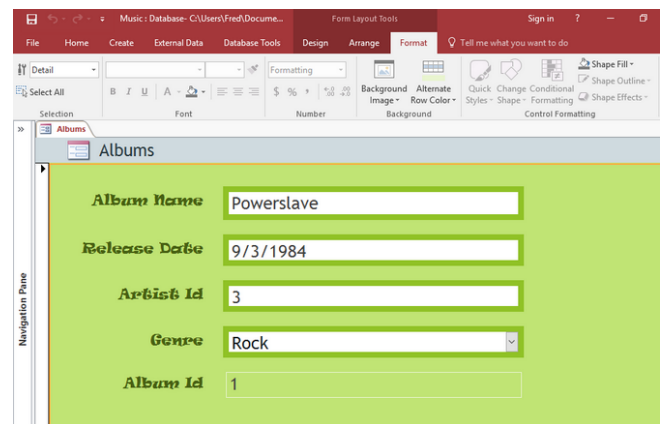 Music : Database- C:\Users\Fred\Docume...
Form Layout Tools
Sign in ?
File Home Create External Data Database Tools Design Arrange Format Tell me what you want to do
Detail
Select All
Selection
B I U A
Font
Formatting
$ % ,
Number
Background Image
Alternate Row Color
Background
Quick Styles
Change Shape
Conditional Formatting
Shape Fill
Shape Outline
Shape Effects
Control Formatting
» Albums
Albums
Navigation Pane
Album Name Powerslave
Release Date 9/3/1984
Artist Id 3
Genre Rock
Album Id 1